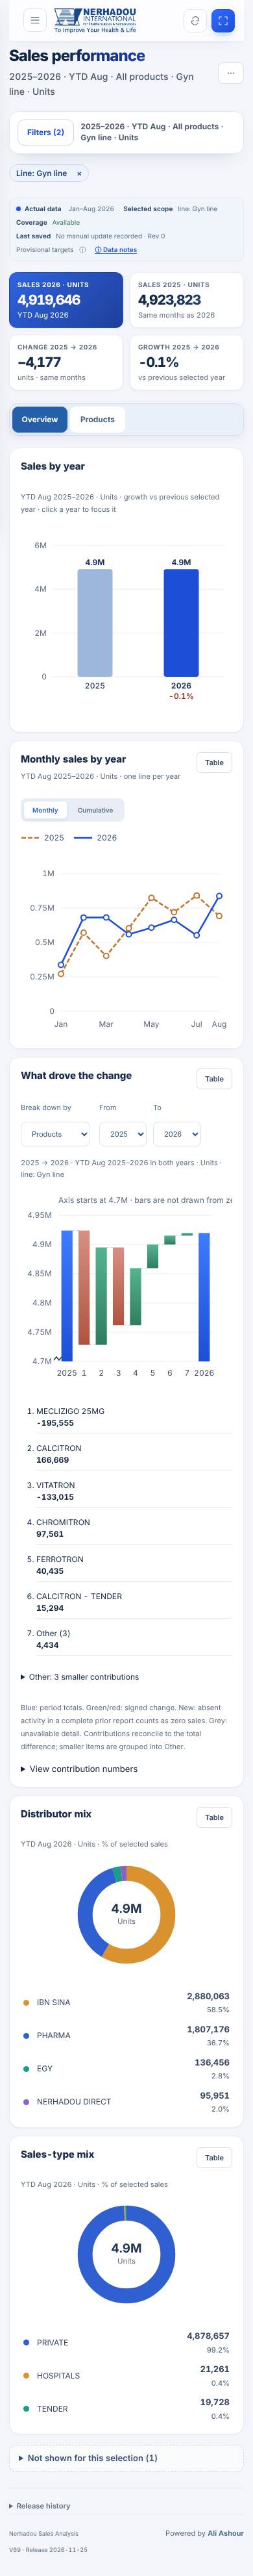 NERHADOU
INTERNATIONAL
To Improve Your Health & Life
Sales performance
2025–2026 · YTD Aug · All products · Gyn
line · Units
Filters (2)
2025–2026 · YTD Aug · All products ·
Gyn line · Units
Line: Gyn line ×
Actual data Jan–Aug 2026 Selected scope line: Gyn line
Coverage Available
Last saved No manual update recorded · Rev 0
Provisional targets ⓘ ⓘ Data notes
SALES 2026 · UNITS
4,919,646
YTD Aug 2026
SALES 2025 · UNITS
4,923,823
Same months as 2026
CHANGE 2025 → 2026
−4,177
units · same months
GROWTH 2025 → 2026
-0.1%
vs previous selected year
Overview
Products
Sales by year
YTD Aug 2025–2026 · Units · growth vs previous selected
year · click a year to focus it
6M
4M
2M
0
4.9M
4.9M
2025
2026
-0.1%
Monthly sales by year
Table
YTD Aug 2025–2026 · Units · one line per year
Monthly
Cumulative
2025
2026
1M
0.75M
0.5M
0.25M
0
Jan Mar May Jul Aug
What drove the change
Table
Break down by
From
To
Products
2025
2026
2025 → 2026 · YTD Aug 2025–2026 in both years · Units ·
line: Gyn line
Axis starts at 4.7M · bars are not drawn from ze
4.95M
4.9M
4.85M
4.8M
4.75M
4.7M
2025 1 2 3 4 5 6 7 2026
1. MECLIZIGO 25MG
-195,555
2. CALCITRON
166,669
3. VITATRON
-133,015
4. CHROMITRON
97,561
5. FERROTRON
40,435
6. CALCITRON - TENDER
15,294
7. Other (3)
4,434
▶ Other: 3 smaller contributions
Blue: period totals. Green/red: signed change. New: absent
activity in a complete prior report counts as zero sales. Grey:
unavailable detail. Contributions reconcile to the total
difference; smaller items are grouped into Other.
▶ View contribution numbers
Distributor mix
Table
YTD Aug 2026 · Units · % of selected sales
4.9M
Units
IBN SINA
2,880,063
58.5%
PHARMA
1,807,176
36.7%
EGY
136,456
2.8%
NERHADOU DIRECT
95,951
2.0%
Sales-type mix
Table
YTD Aug 2026 · Units · % of selected sales
4.9M
Units
PRIVATE
4,878,657
99.2%
HOSPITALS
21,261
0.4%
TENDER
19,728
0.4%
▶ Not shown for this selection (1)
▶ Release history
Nerhadou Sales Analysis
Powered by Ali Ashour
V69 · Release 2026-11-25